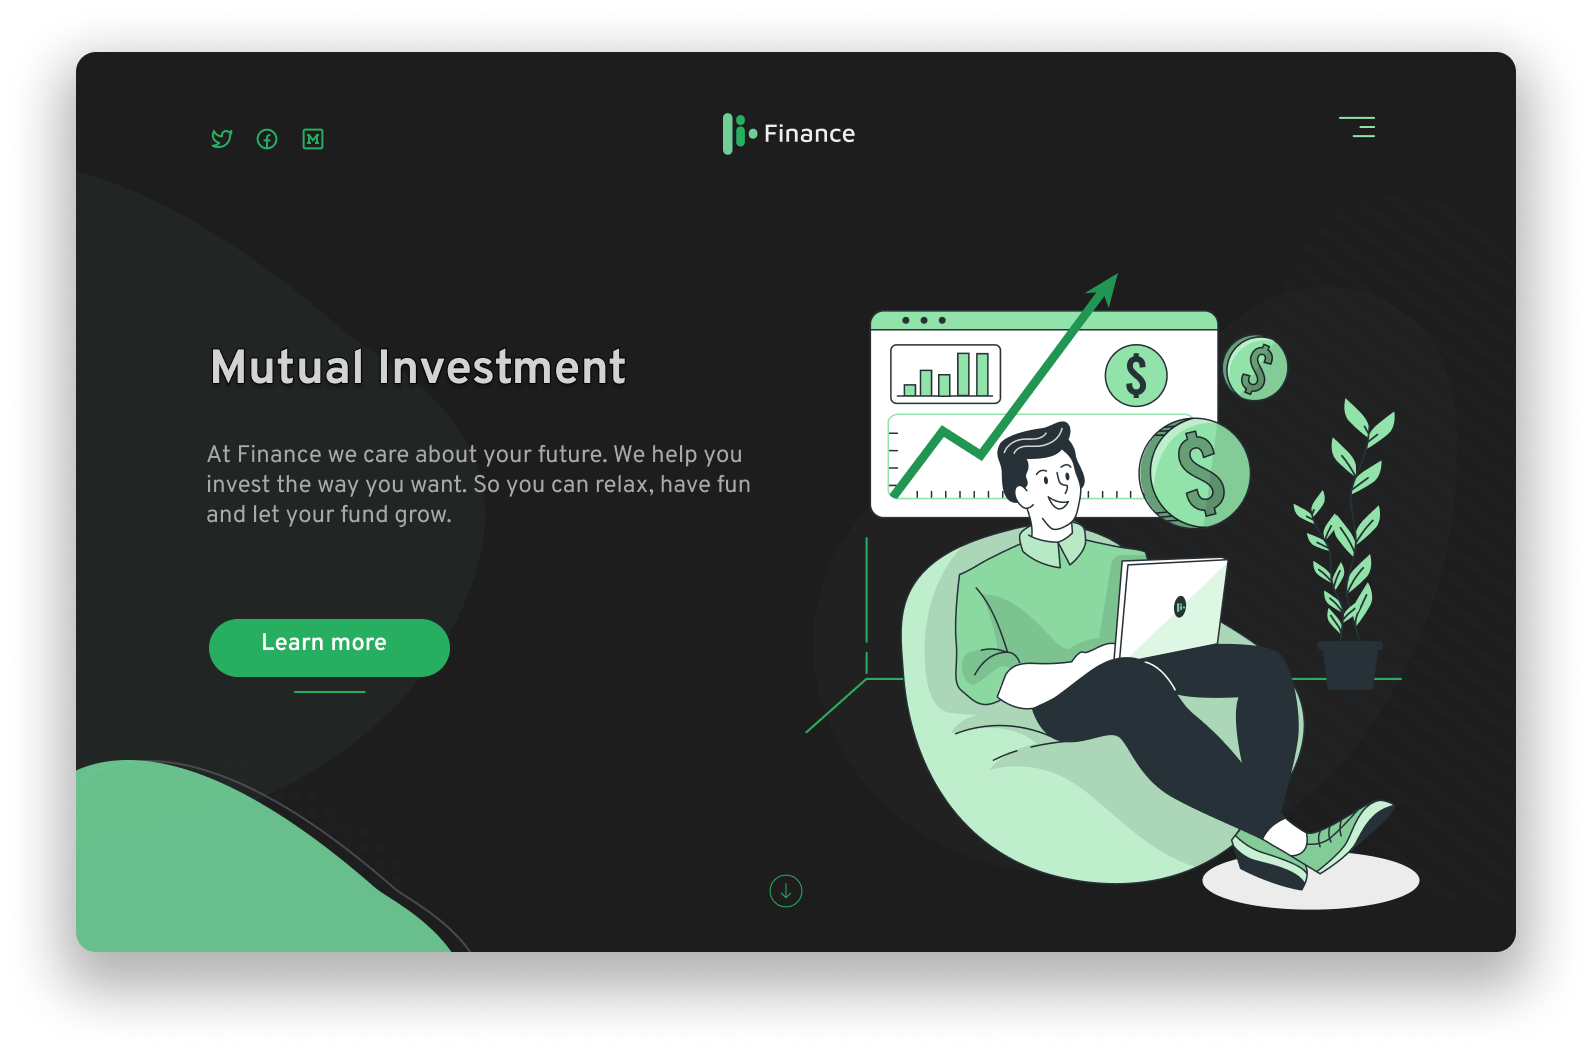 Finance
Mutual Investment
At Finance we care about your future. We help you
invest the way you want. So you can relax, have fun
and let your fund grow.
Learn more
$
$
$